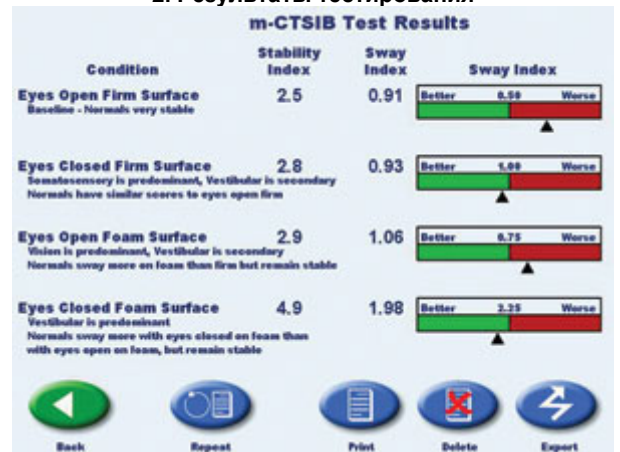 2. Результаты тестирования
m-CTSIB Test Results
Condition Stability Index Sway Index Sway Index
Eyes Open Firm Surface 2.5 0.91 Better 0.50 Worse
Baseline - Normals very stable
Eyes Closed Firm Surface 2.8 0.93 Better 1.00 Worse
Somatosensory is predominant, Vestibular is secondary
Normals have similar scores to eyes open firm
Eyes Open Foam Surface 2.9 1.06 Better 0.75 Worse
Vision is predominant, Vestibular is secondary
Normals sway more on foam than firm but remain stable
Eyes Closed Foam Surface 4.9 1.98 Better 2.25 Worse
Vestibular is predominant
Normals sway more with eyes closed on foam than
with eyes open on foam, but remain stable
Back Repeat Print Delete Export